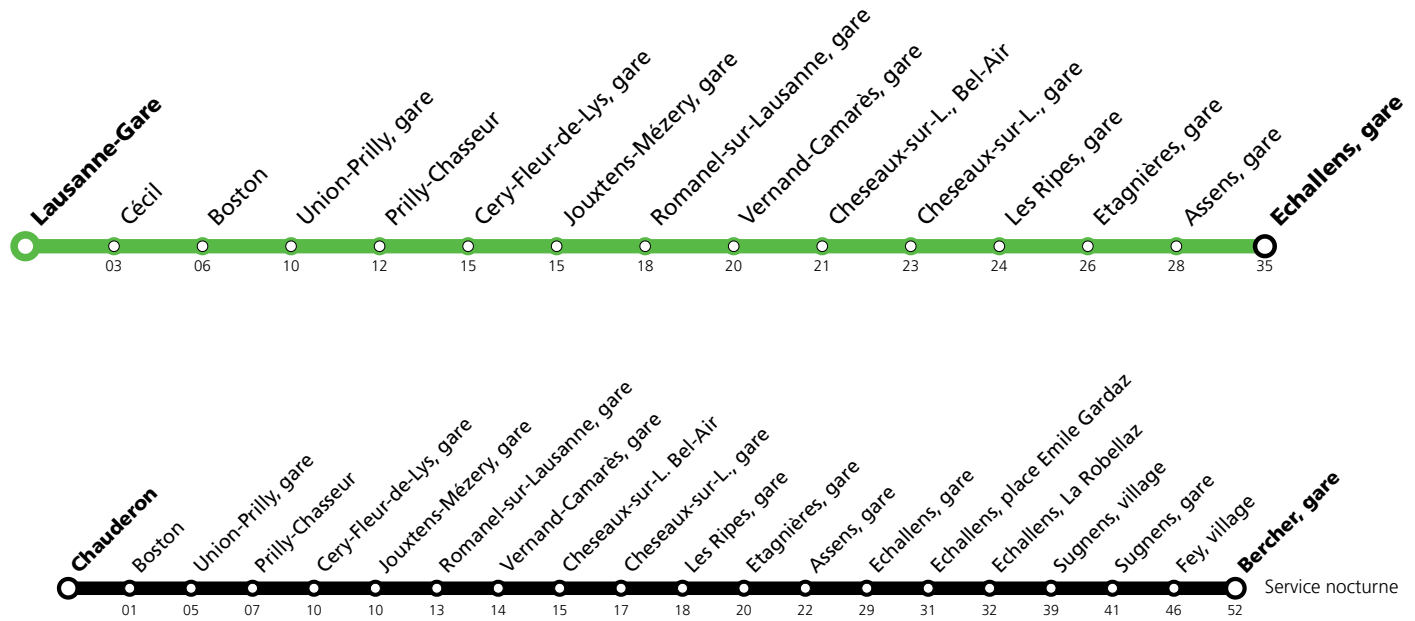 Lausanne-Gare
Cécil
Boston
Union-Prilly, gare
Prilly-Chasseur
Cery-Fleur-de-Lys, gare
Jouxtens-Mézery, gare
Romanel-sur-Lausanne, gare
Vernand-Camarès, gare
Cheseaux-sur-L., Bel-Air
Cheseaux-sur-L., gare
Les Ripes, gare
Etagnières, gare
Assens, gare
Echallens, gare
03 06 10 12 15 15 18 20 21 23 24 26 28 35
Chauderon
Boston
Union-Prilly, gare
Prilly-Chasseur
Cery-Fleur-de-Lys, gare
Jouxtens-Mézery, gare
Romanel-sur-Lausanne, gare
Vernand-Camarès, gare
Cheseaux-sur-L. Bel-Air
Cheseaux-sur-L., gare
Les Ripes, gare
Etagnières, gare
Assens, gare
Echallens, gare
Echallens, place Emile Gardaz
Echallens, La Robellaz
Sugnens, village
Sugnens, gare
Fey, village
Bercher, gare
Service nocturne
01 05 07 10 10 13 14 15 17 18 20 22 29 31 32 39 41 46 52